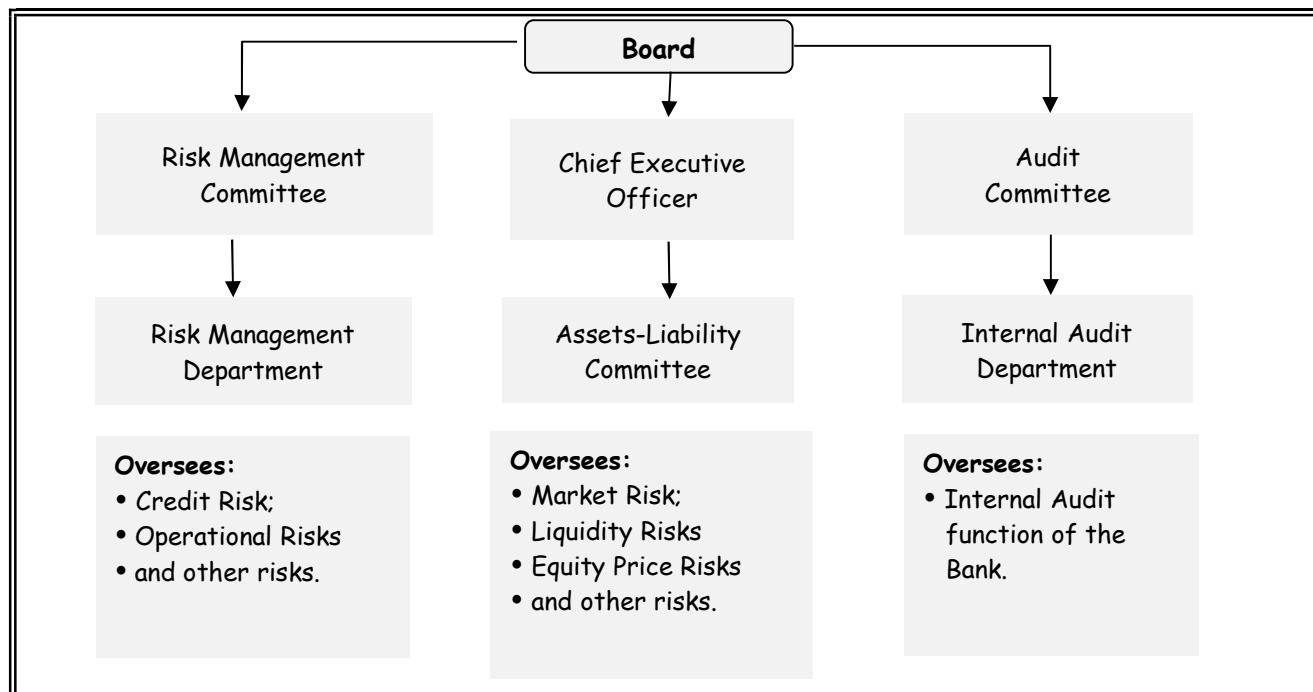 Board
Risk Management
Committee
Chief Executive
Officer
Audit
Committee
Risk Management
Department
Assets-Liability
Committee
Internal Audit
Department
Oversees:
• Credit Risk;
• Operational Risks
• and other risks.
Oversees:
• Market Risk;
• Liquidity Risks
• Equity Price Risks
• and other risks.
Oversees:
• Internal Audit
function of the
Bank.